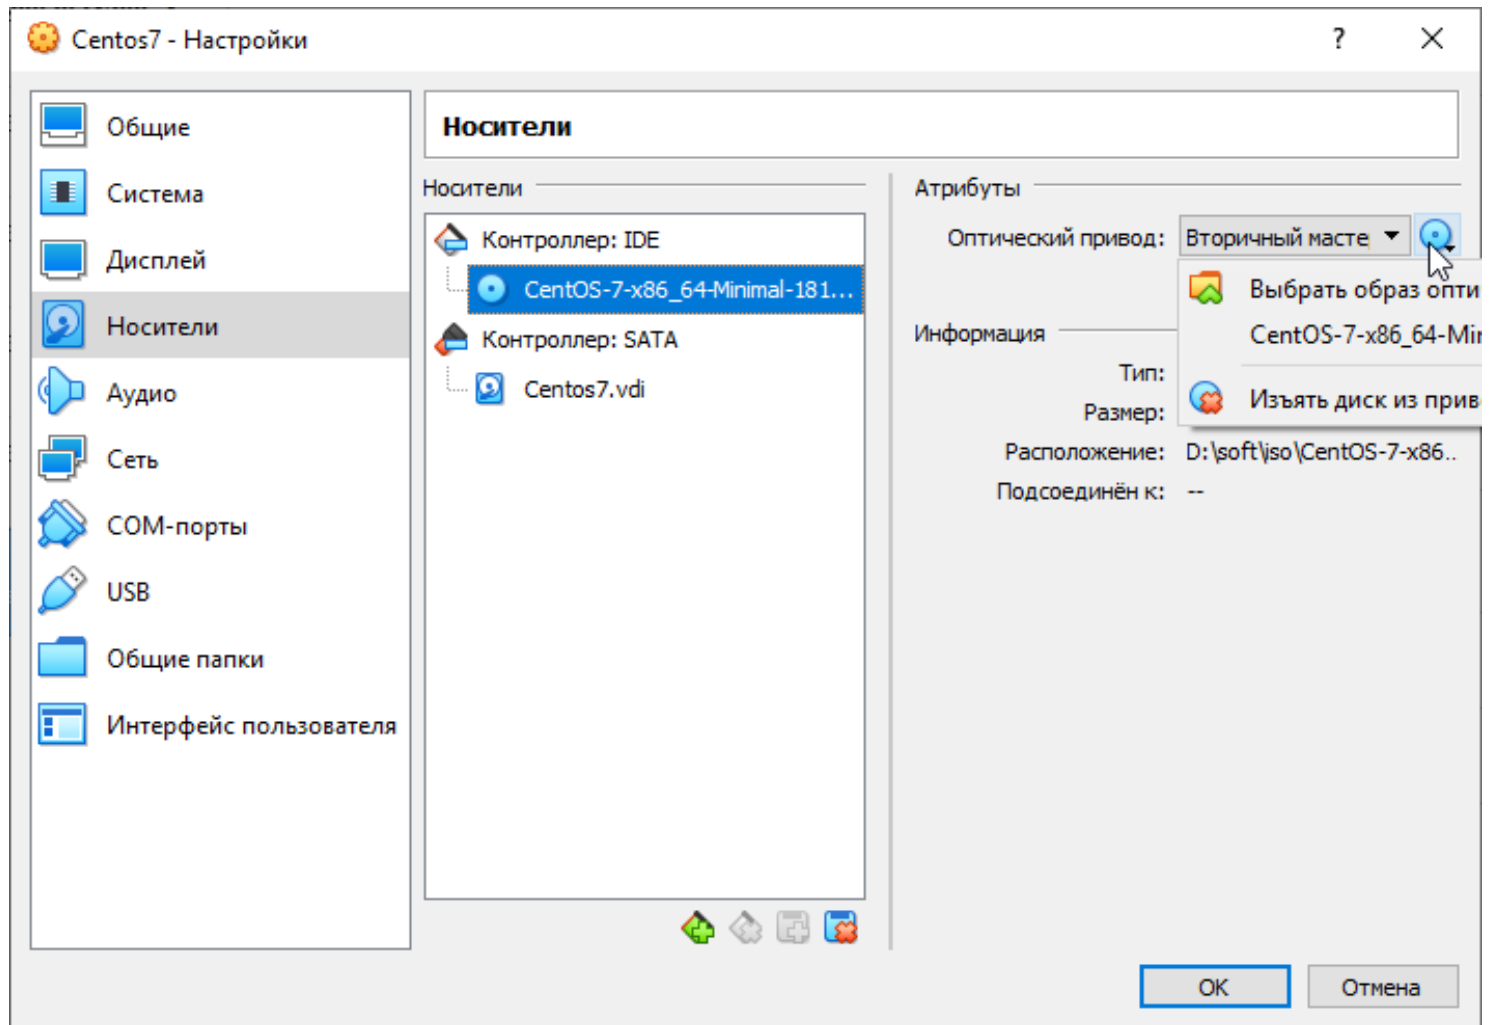 Centos7 - Настройки
?
Общие
Система
Дисплей
Носители
Аудио
Сеть
COM-порты
USB
Общие папки
Интерфейс пользователя
Носители
Носители
Контроллер: IDE
CentOS-7-x86_64-Minimal-181...
Контроллер: SATA
Centos7.vdi
Атрибуты
Оптический привод: Вторичный масте
Выбрать образ опти
CentOS-7-x86_64-Mi
Изъять диск из прив
Информация
Тип:
Размер:
Расположение: D:\soft\iso\CentOS-7-x86..
Подсоединён к: --
OK
Отмена